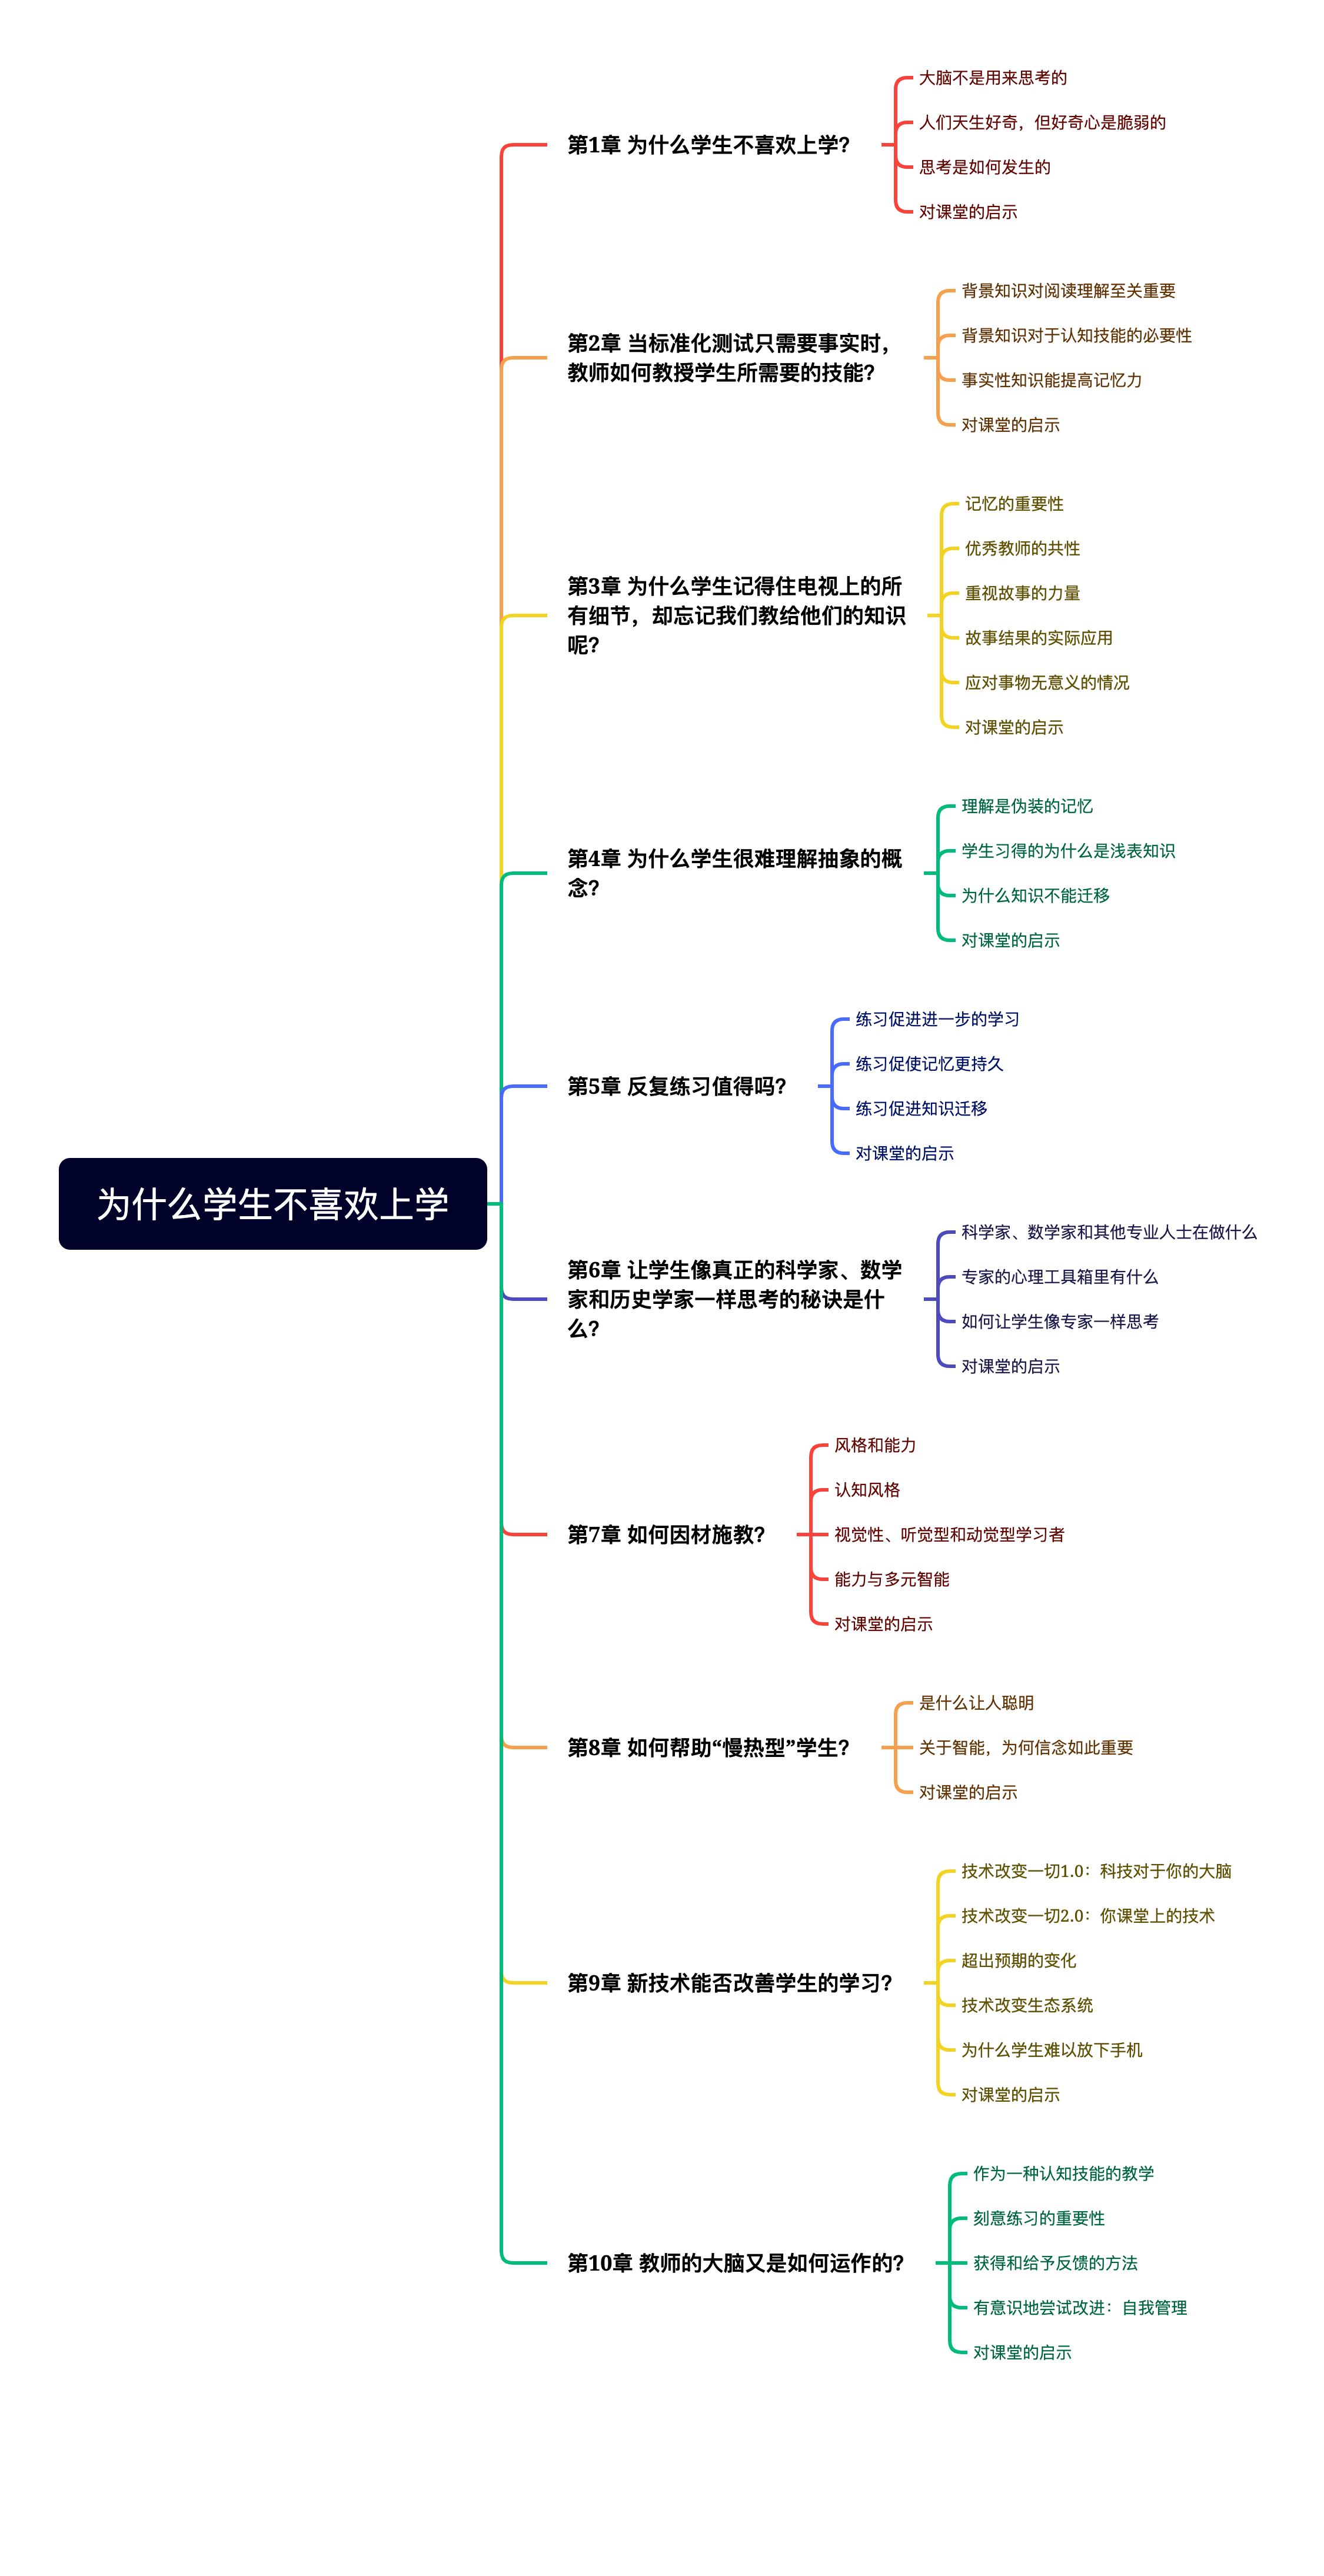 为什么学生不喜欢上学
第1章 为什么学生不喜欢上学？
大脑不是用来思考的
人们天生好奇，但好奇心是脆弱的
思考是如何发生的
对课堂的启示
第2章 当标准化测试只需要事实时，
教师如何教授学生所需要的技能？
背景知识对阅读理解至关重要
背景知识对于认知技能的必要性
事实性知识能提高记忆力
对课堂的启示
第3章 为什么学生记得住电视上的所
有细节，却忘记我们教给他们的知识
呢？
记忆的重要性
优秀教师的共性
重视故事的力量
故事结果的实际应用
应对事物无意义的情况
对课堂的启示
第4章 为什么学生很难理解抽象的概
念？
理解是伪装的记忆
学生习得的为什么是浅表知识
为什么知识不能迁移
对课堂的启示
第5章 反复练习值得吗？
练习促进进一步的学习
练习促使记忆更持久
练习促进知识迁移
对课堂的启示
第6章 让学生像真正的科学家、数学
家和历史学家一样思考的秘诀是什
么？
科学家、数学家和其他专业人士在做什么
专家的心理工具箱里有什么
如何让学生像专家一样思考
对课堂的启示
第7章 如何因材施教？
风格和能力
认知风格
视觉性、听觉型和动觉型学习者
能力与多元智能
对课堂的启示
第8章 如何帮助“慢热型”学生？
是什么让人聪明
关于智能，为何信念如此重要
对课堂的启示
第9章 新技术能否改善学生的学习？
技术改变一切1.0：科技对于你的大脑
技术改变一切2.0：你课堂上的技术
超出预期的变化
技术改变生态系统
为什么学生难以放下手机
对课堂的启示
第10章 教师的大脑又是如何运作的？
作为一种认知技能的教学
刻意练习的重要性
获得和给予反馈的方法
有意识地尝试改进：自我管理
对课堂的启示